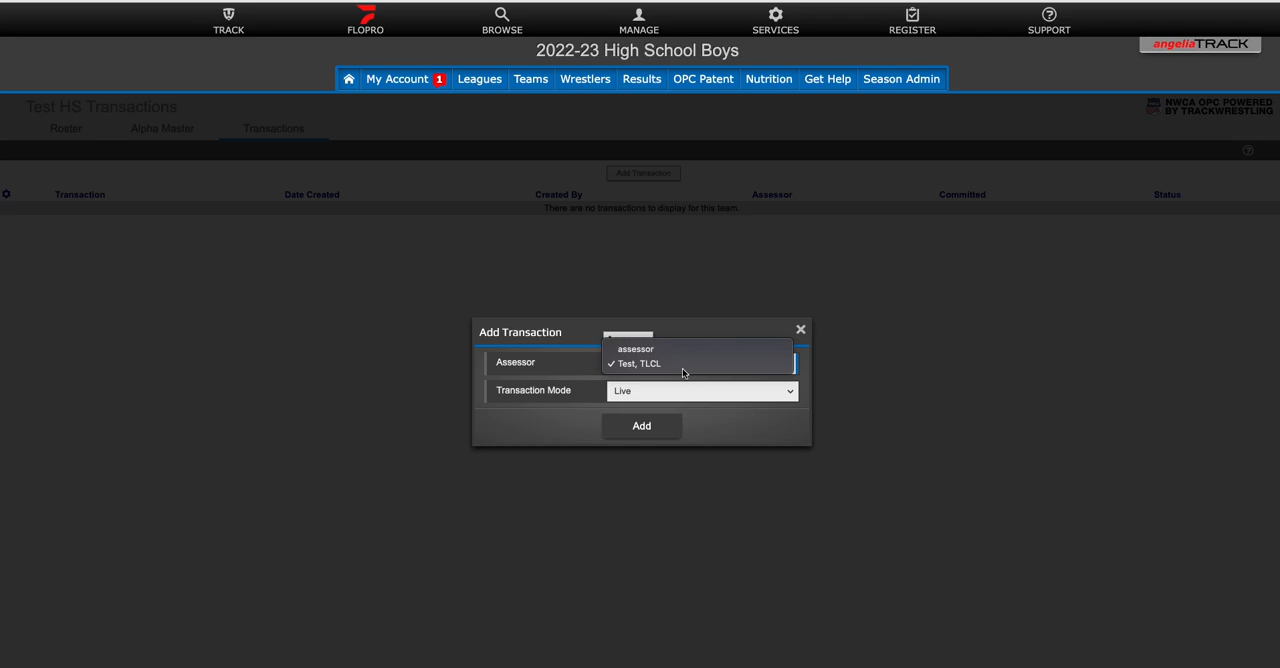 TRACK
FLOPRO
BROWSE
MANAGE
SERVICES
REGISTER
SUPPORT
2022-23 High School Boys
angeliaTRACK
My Account 1
Leagues
Teams
Wrestlers
Results
OPC Patent
Nutrition
Get Help
Season Admin
Test HS Transactions
NWCA OPC POWERED
BY TRACKWRESTLING
Roster
Alpha Master
Transactions
Add Transaction
Transaction
Date Created
Created By
Assessor
Committed
Status
There are no transactions to display for this team.
Add Transaction
assessor
Assessor
✓ Test, TLCL
Transaction Mode
Live
Add